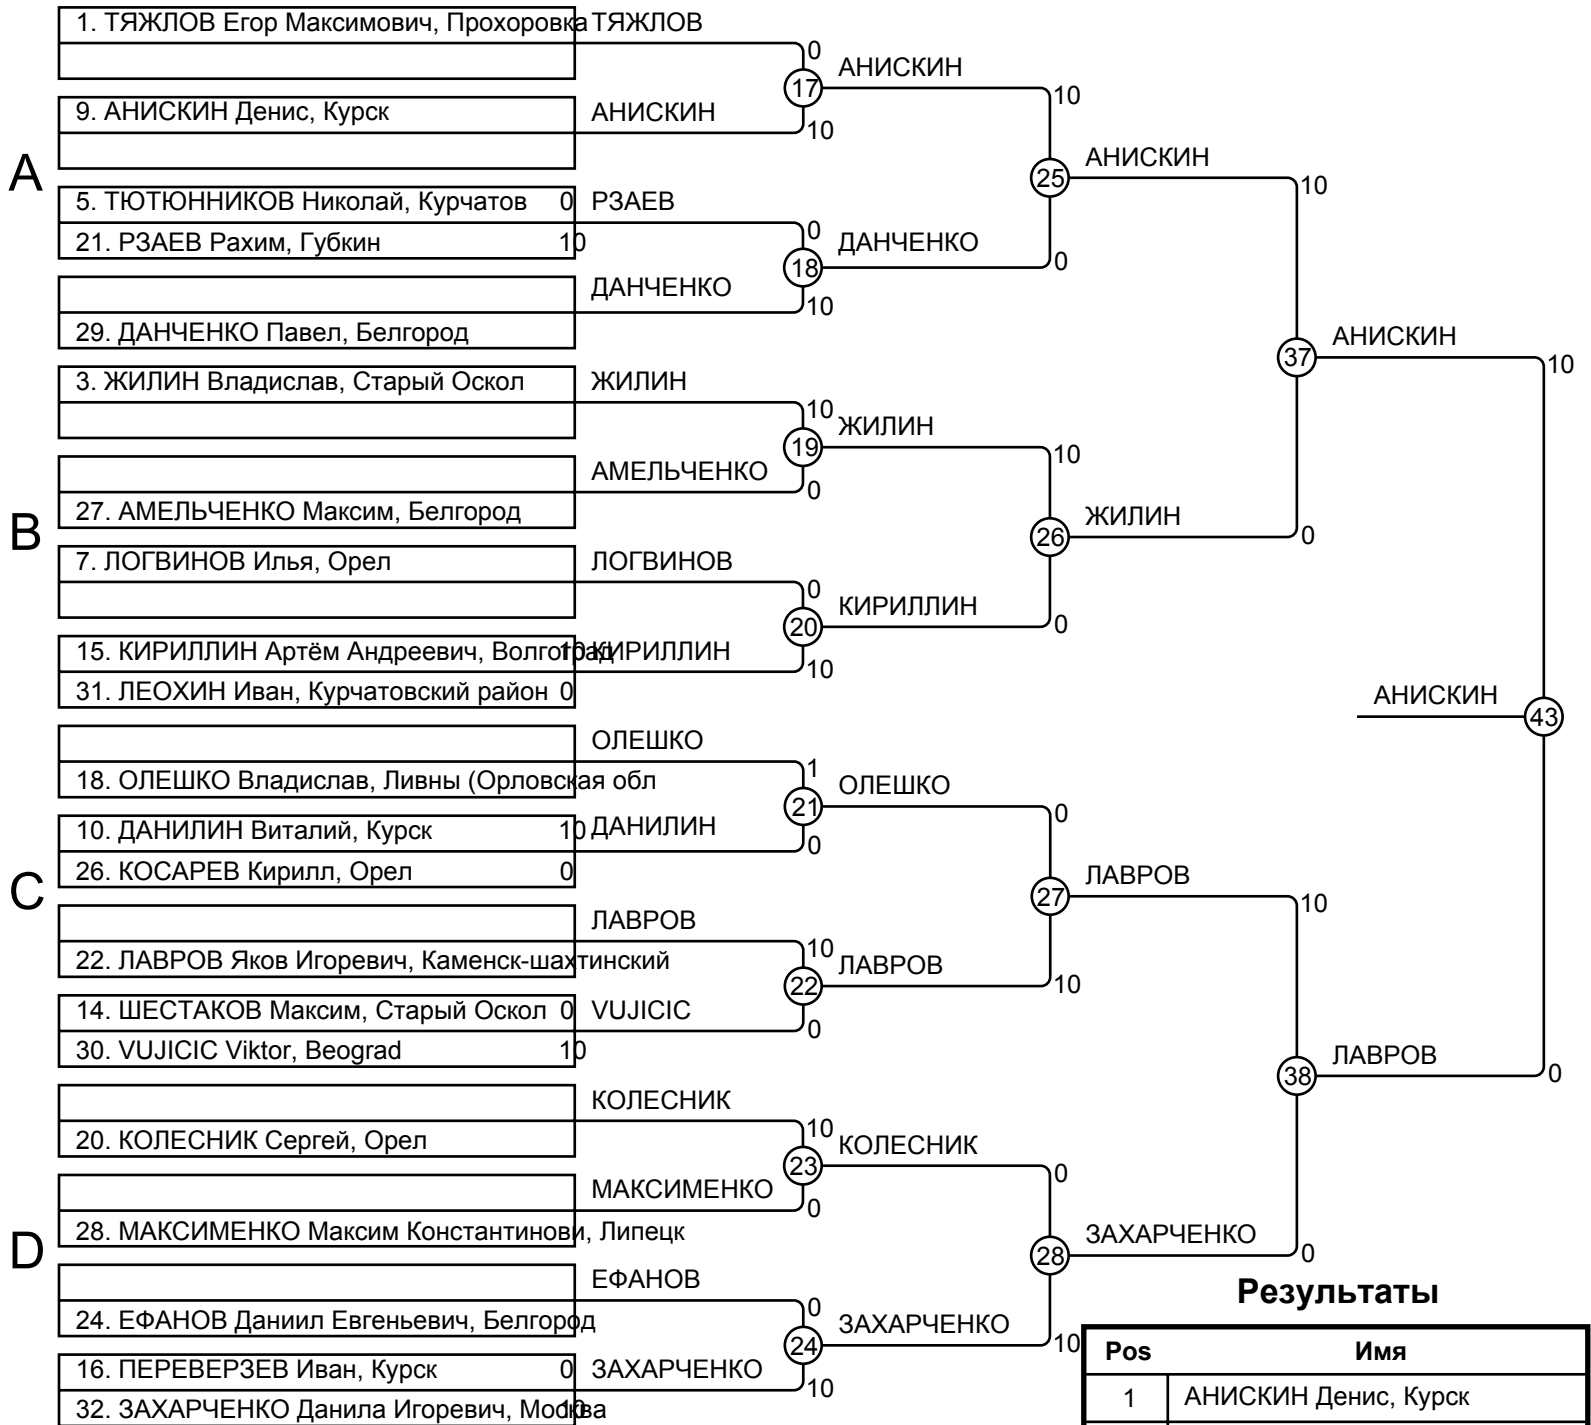 1. ТЯЖЛОВ Егор Максимович, Прохоровка ТЯЖЛОВ
0
17
АНИСКИН
9. АНИСКИН Денис, Курск АНИСКИН
10
10
A
25
АНИСКИН
5. ТЮТЮННИКОВ Николай, Курчатов 0 РЗАЕВ
10
21. РЗАЕВ Рахим, Губкин 10
0
18
ДАНЧЕНКО
0
ДАНЧЕНКО
10
29. ДАНЧЕНКО Павел, Белгород
37
АНИСКИН
10
3. ЖИЛИН Владислав, Старый Оскол ЖИЛИН
10
19
ЖИЛИН
10
АМЕЛЬЧЕНКО
0
27. АМЕЛЬЧЕНКО Максим, Белгород
B
26
ЖИЛИН
0
7. ЛОГВИНОВ Илья, Орел ЛОГВИНОВ
0
20
КИРИЛЛИН
0
15. КИРИЛЛИН Артём Андреевич, Волгоград 10 КИРИЛЛИН
10
31. ЛЕОХИН Иван, Курчатовский район 0
АНИСКИН
43
ОЛЕШКО
18. ОЛЕШКО Владислав, Ливны (Орловская обл
1
21
ОЛЕШКО
0
10. ДАНИЛИН Виталий, Курск 10 ДАНИЛИН
0
26. КОСАРЕВ Кирилл, Орел 0
C
27
ЛАВРОВ
10
ЛАВРОВ
22. ЛАВРОВ Яков Игоревич, Каменск-шахтинский
10
22
ЛАВРОВ
10
14. ШЕСТАКОВ Максим, Старый Оскол 0 VUJICIC
0
30. VUJICIC Viktor, Beograd 10
38
ЛАВРОВ
0
КОЛЕСНИК
20. КОЛЕСНИК Сергей, Орел
10
23
КОЛЕСНИК
0
МАКСИМЕНКО
0
28. МАКСИМЕНКО Максим Константинови, Липецк
D
28
ЗАХАРЧЕНКО
0
ЕФАНОВ
24. ЕФАНОВ Даниил Евгеньевич, Белгород
0
24
ЗАХАРЧЕНКО
10
16. ПЕРЕВЕРЗЕВ Иван, Курск 0 ЗАХАРЧЕНКО
10
32. ЗАХАРЧЕНКО Данила Игоревич, Москва 10
Результаты
Pos Имя
1 АНИСКИН Денис, Курск